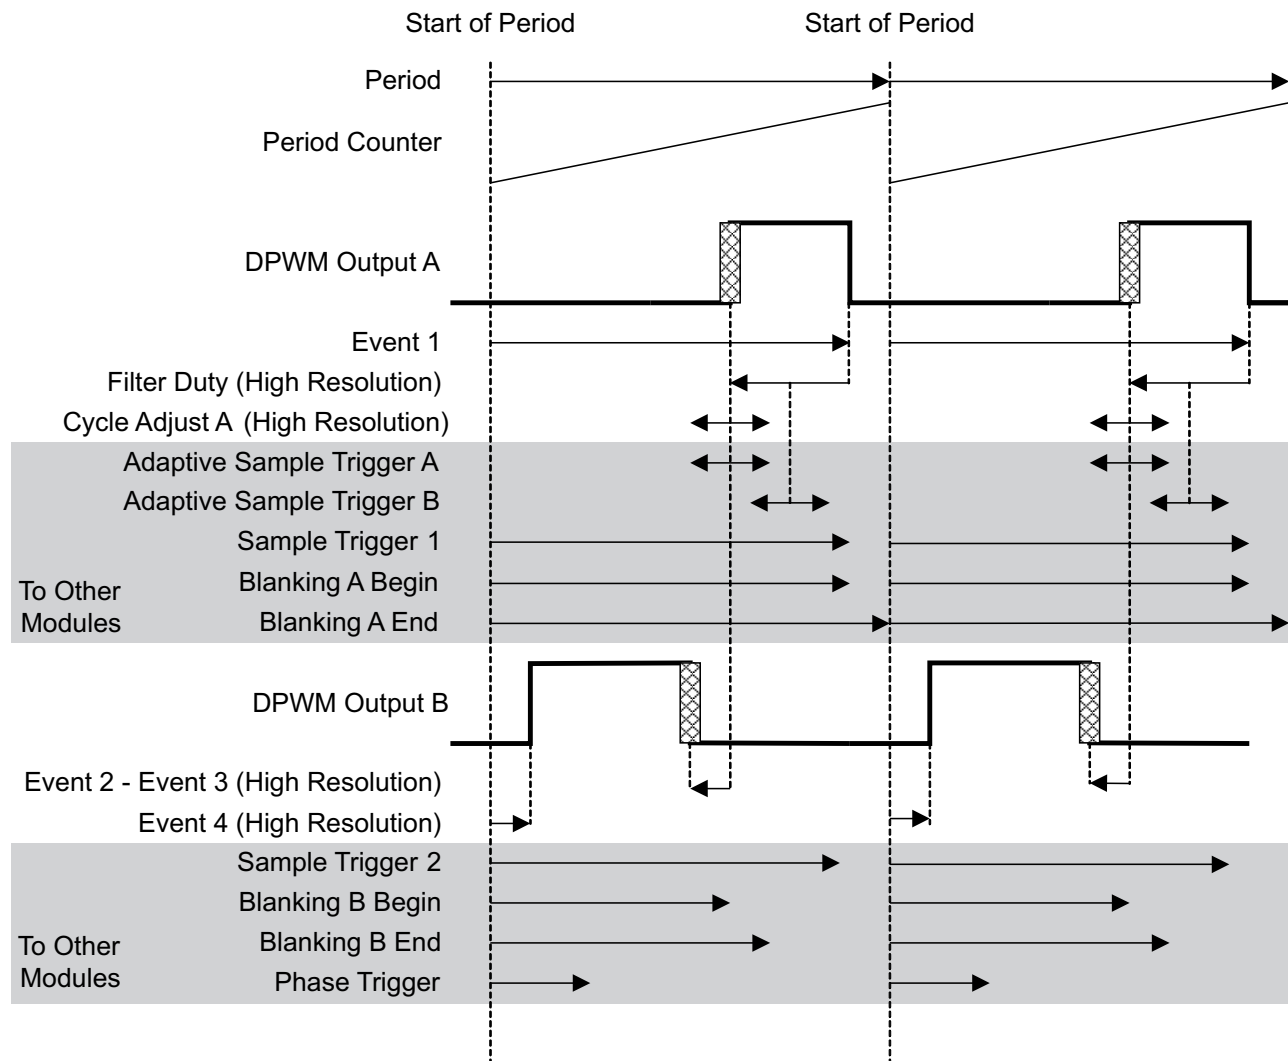 Start of Period Start of Period
Period
Period Counter
DPWM Output A
Event 1
Filter Duty (High Resolution)
Cycle Adjust A (High Resolution)
Adaptive Sample Trigger A
Adaptive Sample Trigger B
Sample Trigger 1
Blanking A Begin
Blanking A End
To Other
Modules
DPWM Output B
Event 2 - Event 3 (High Resolution)
Event 4 (High Resolution)
Sample Trigger 2
Blanking B Begin
Blanking B End
Phase Trigger
To Other
Modules